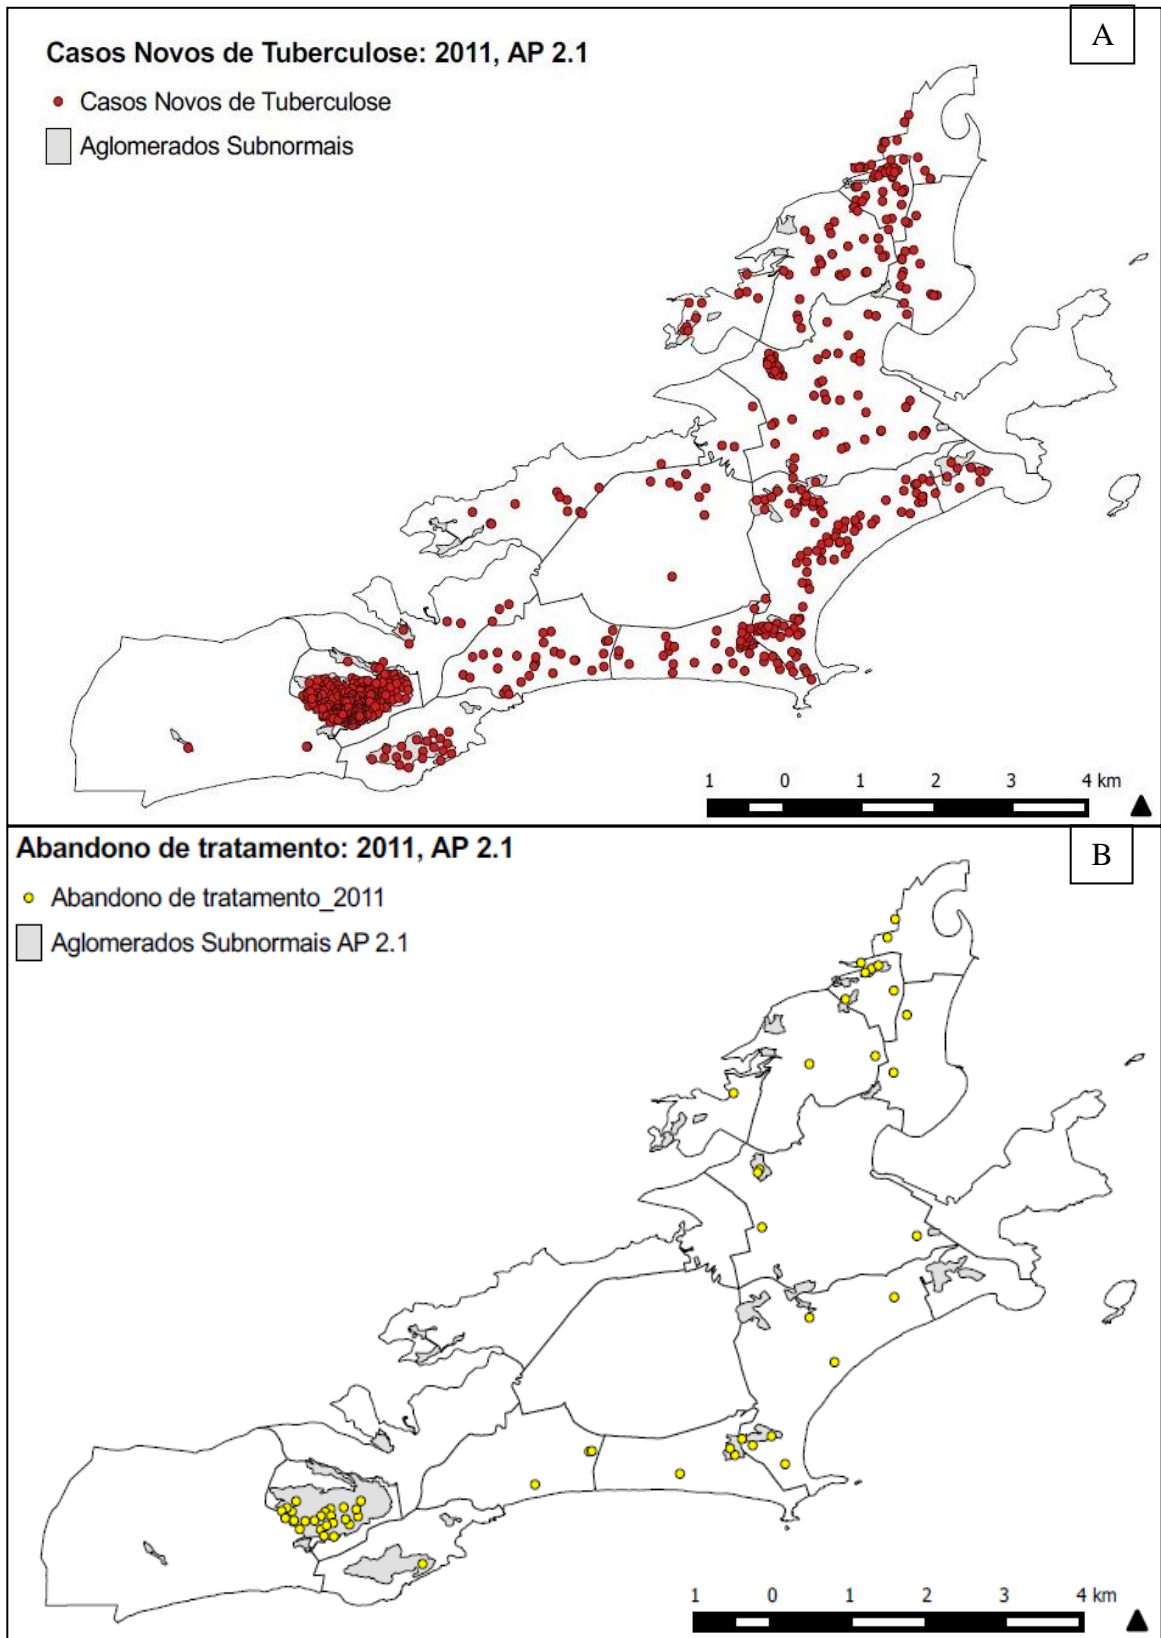 A
Casos Novos de Tuberculose: 2011, AP 2.1
Casos Novos de Tuberculose
Aglomerados Subnormais
1 0 1 2 3 4 km
B
Abandono de tratamento: 2011, AP 2.1
Abandono de tratamento_2011
Aglomerados Subnormais AP 2.1
1 0 1 2 3 4 km